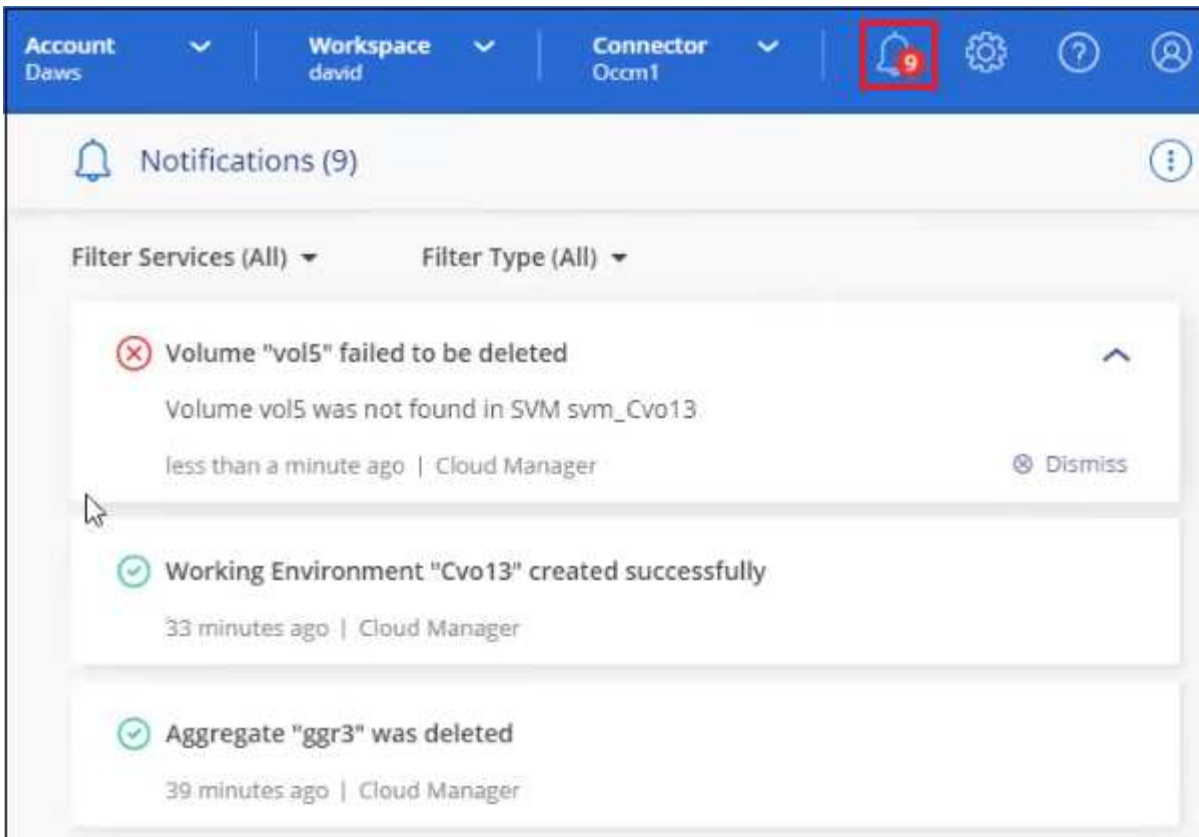 Account
Daws
Workspace
david
Connector
Occm1
9
Notifications (9)
Filter Services (All)
Filter Type (All)
Volume "vol5" failed to be deleted
Volume vol5 was not found in SVM svm_Cvo13
less than a minute ago | Cloud Manager
Dismiss
Working Environment "Cvo13" created successfully
33 minutes ago | Cloud Manager
Aggregate "ggr3" was deleted
39 minutes ago | Cloud Manager